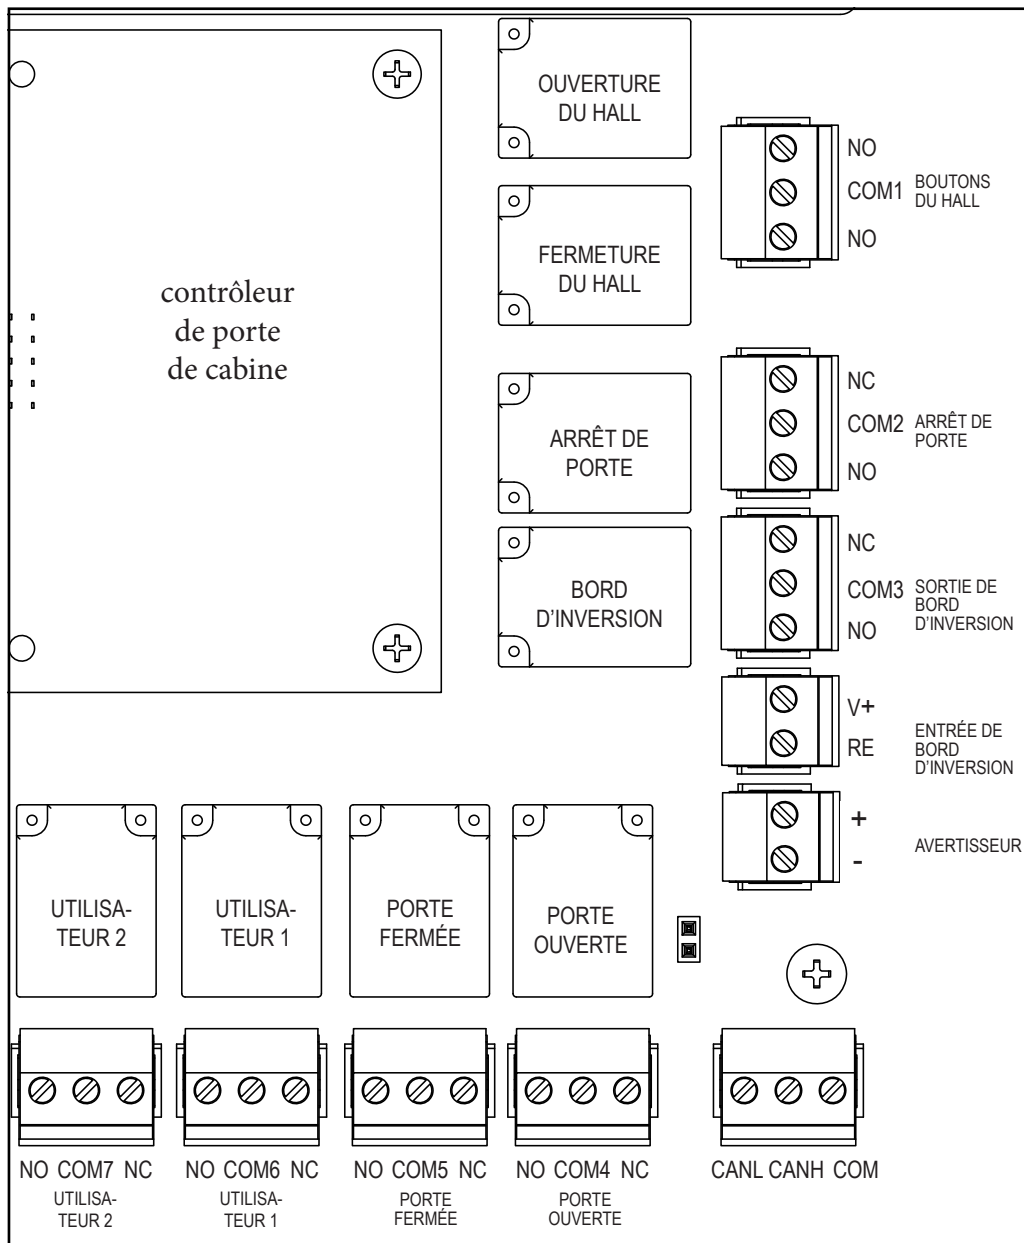 OUVERTURE
DU HALL
NO
COM1
BOUTONS
DU HALL
NO
FERMETURE
DU HALL
contrôleur
de porte
de cabine
ARRÊT DE
PORTE
NC
COM2
ARRÊT DE
PORTE
NO
BORD
D'INVERSION
NC
COM3
SORTIE DE
BORD
D'INVERSION
NO
V+
RE
ENTRÉE DE
BORD
D'INVERSION
+
-
AVERTISSEUR
UTILISA-
TEUR 2
UTILISA-
TEUR 1
PORTE
FERMÉE
PORTE
OUVERTE
NO COM7 NC
UTILISA-
TEUR 2
NO COM6 NC
UTILISA-
TEUR 1
NO COM5 NC
PORTE
FERMÉE
NO COM4 NC
PORTE
OUVERTE
CANL CANH COM